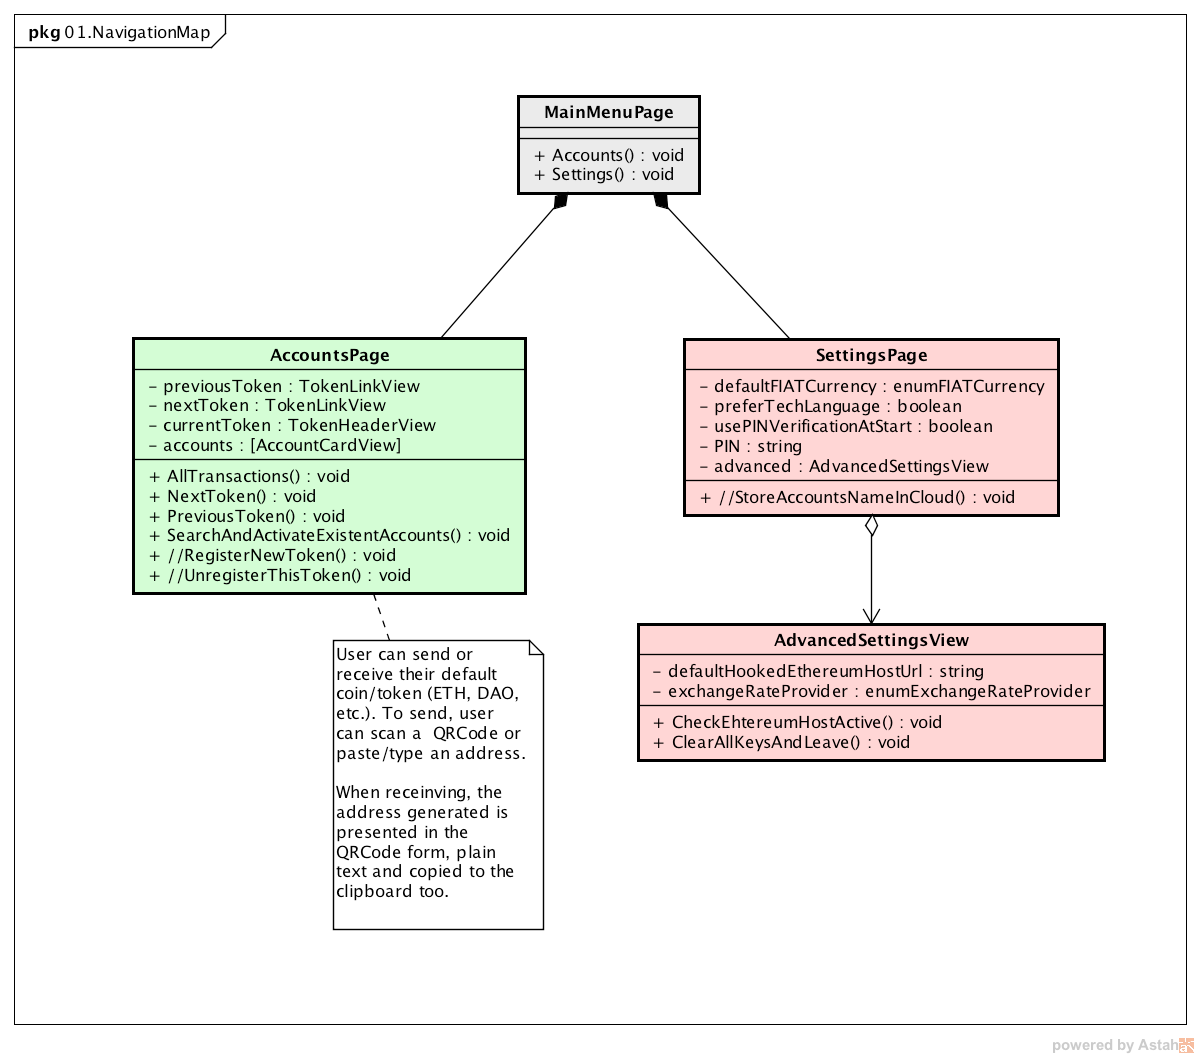 pkg 01.NavigationMap
MainMenuPage
+ Accounts() : void
+ Settings() : void
AccountsPage
- previousToken : TokenLinkView
- nextToken : TokenLinkView
- currentToken : TokenHeaderView
- accounts : [AccountCardView]
+ AllTransactions() : void
+ NextToken() : void
+ PreviousToken() : void
+ SearchAndActivateExistentAccounts() : void
+ //RegisterNewToken() : void
+ //UnregisterThisToken() : void
SettingsPage
- defaultFIATCurrency : enumFIATCurrency
- preferTechLanguage : boolean
- usePINVerificationAtStart : boolean
- PIN : string
- advanced : AdvancedSettingsView
+ //StoreAccountsNameInCloud() : void
AdvancedSettingsView
- defaultHookedEthereumHostUrl : string
- exchangeRateProvider : enumExchangeRateProvider
+ CheckEhtereumHostActive() : void
+ ClearAllKeysAndLeave() : void
User can send or
receive their default
coin/token (ETH, DAO,
etc.). To send, user
can scan a  QRCode or
paste/type an address.
When receinving, the
address generated is
presented in the
QRCode form, plain
text and copied to the
clipboard too.
powered by Astah